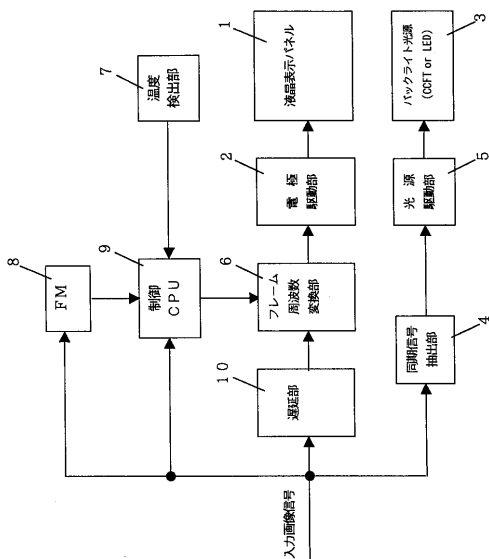 入力画像信号
8
FM
9
制御
CPU
7
温度
検出部
10
遅延部
6
フレーム
周波数
変換部
2
電極
駆動部
1
液晶表示パネル
4
同期信号
抽出部
5
光源
駆動部
3
バックライト光源
(CCFT or LED)